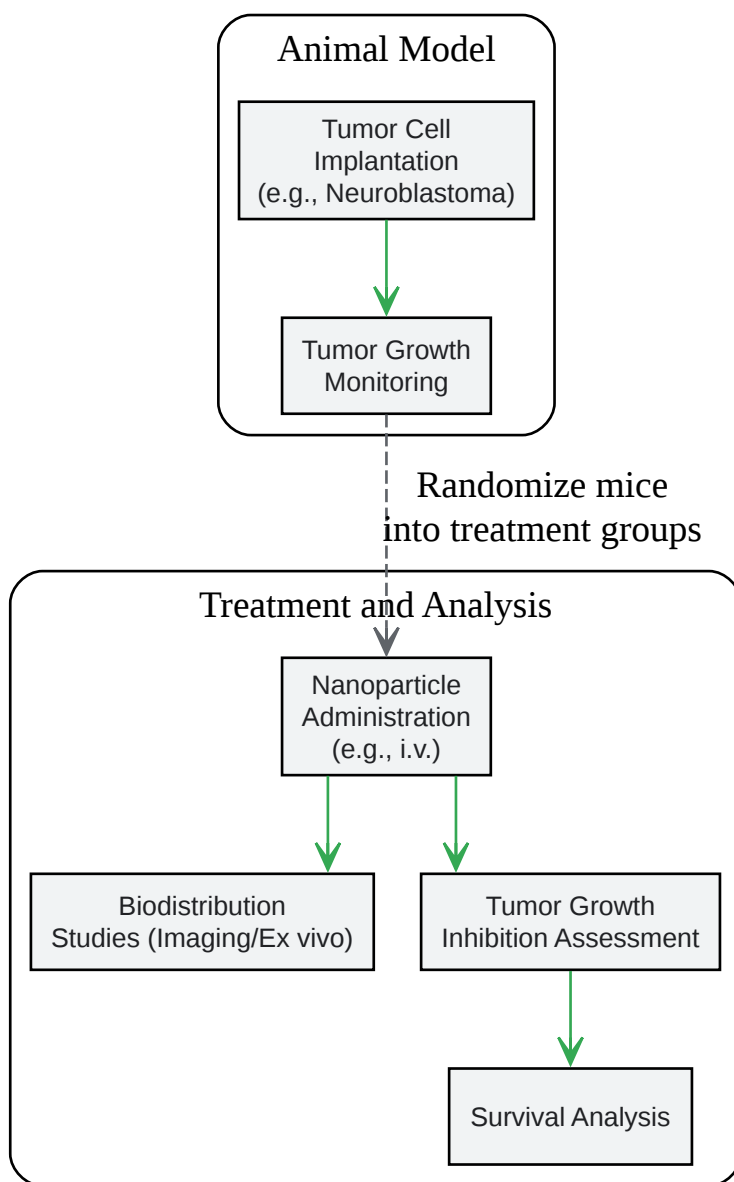 Animal Model
Tumor Cell
Implantation
(e.g., Neuroblastoma)
Tumor Growth
Monitoring
Randomize mice
into treatment groups
Treatment and Analysis
Nanoparticle
Administration
(e.g., i.v.)
Biodistribution
Studies (Imaging/Ex vivo)
Tumor Growth
Inhibition Assessment
Survival Analysis